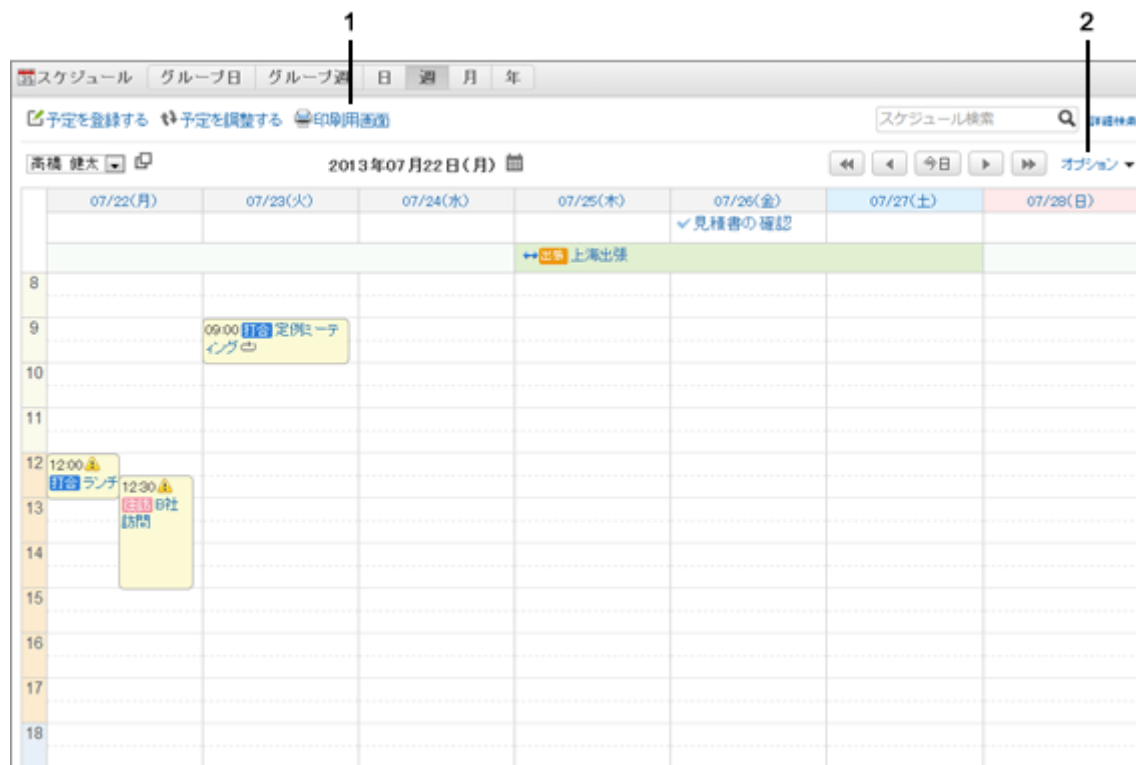 1
2
スケジュール グループ日 グループ週 日 週 月 年
予定を登録する 予定を調整する 印刷用画面 スケジュール検索 詳細検索
高橋 健太 2013年07月22日(月) 今日 オプション
07/22(月) 07/23(火) 07/24(水) 07/25(木) 07/26(金) 07/27(土) 07/28(日)
見積書の確認
出張 上海出張
8
9 09:00 打合 定例ミーテ
ィング
10
11
12 12:00
打合 ランチ 12:30
13 往訪 B社
訪問
14
15
16
17
18